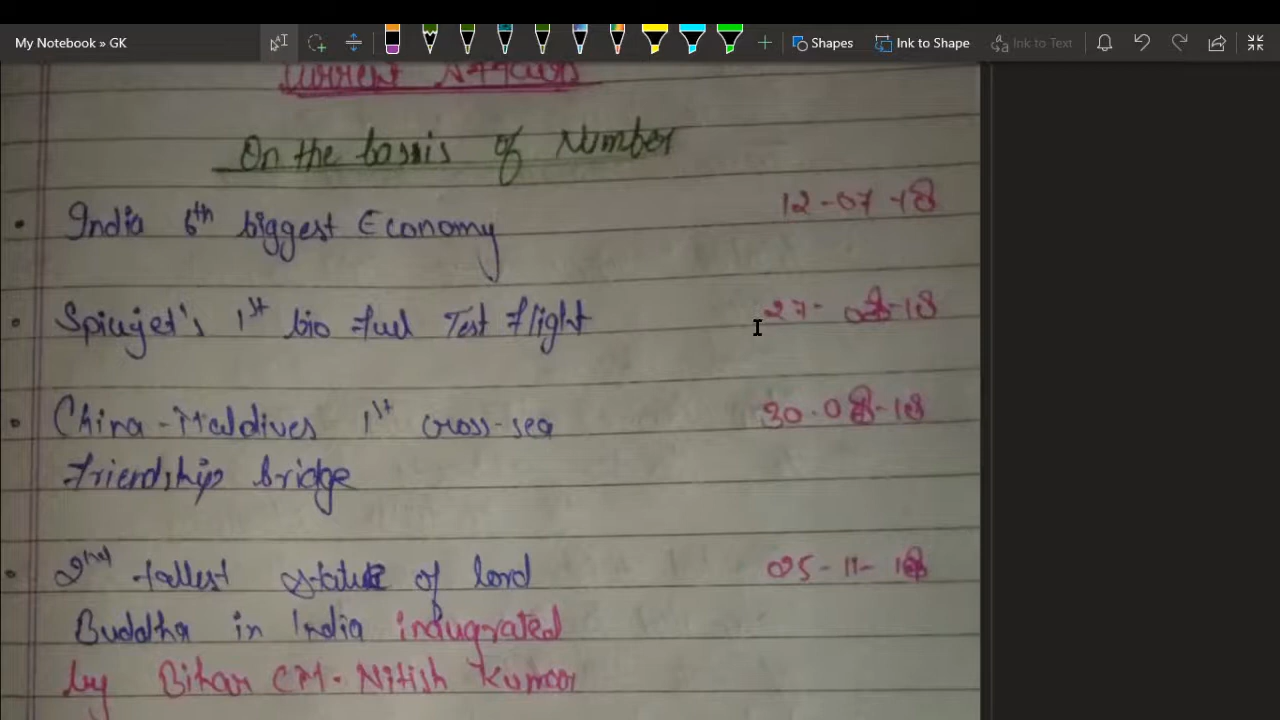 My Notebook » GK
Shapes
Ink to Shape
Ink to Text
Current Affairs
On the basis of Number
India 6th biggest Economy 12-07-18
Spicejet's 1st bio fuel Test flight 27-08-18
China-Maldives 1st cross-sea 30-08-18
friendship bridge
2nd tallest statue of lord 05-11-18
Buddha in India inaugrated
by Bihar CM. Nitish Kumar